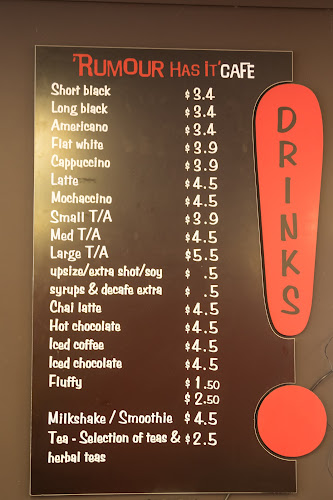 'RUMOUR HAS IT' CAFE
Short black $3.4
Long black $3.4
Americano $3.4
Flat white $3.9
Cappuccino $3.9
Latte $4.5
Mochaccino $4.5
Small T/A $3.9
Med T/A $4.5
Large T/A $5.5
upsize/extra shot/soy $ .5
syrups & decafe extra $ .5
Chai latte $4.5
Hot chocolate $4.5
Iced coffee $4.5
Iced chocolate $4.5
Fluffy $1.50
$2.50
Milkshake / Smoothie $4.5
Tea - Selection of teas & $2.5
herbal teas
DRINKS